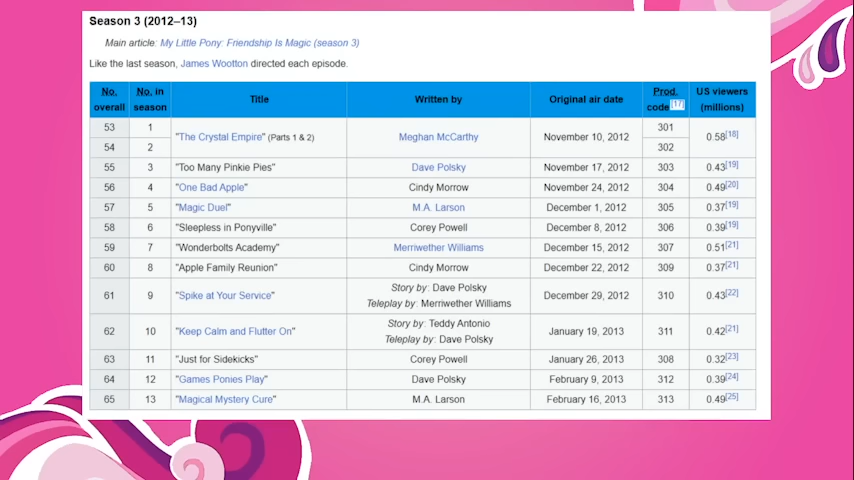 Season 3 (2012–13)
Main article: My Little Pony: Friendship Is Magic (season 3)
Like the last season, James Wootton directed each episode.
No. overall No. in season Title Written by Original air date Prod. code[17] US viewers (millions)
53 1 "The Crystal Empire" (Parts 1 & 2) Meghan McCarthy November 10, 2012 301 0.58[18]
54 2 302
55 3 "Too Many Pinkie Pies" Dave Polsky November 17, 2012 303 0.43[19]
56 4 "One Bad Apple" Cindy Morrow November 24, 2012 304 0.49[20]
57 5 "Magic Duel" M.A. Larson December 1, 2012 305 0.37[19]
58 6 "Sleepless in Ponyville" Corey Powell December 8, 2012 306 0.39[19]
59 7 "Wonderbolts Academy" Merriwether Williams December 15, 2012 307 0.51[21]
60 8 "Apple Family Reunion" Cindy Morrow December 22, 2012 309 0.37[21]
61 9 "Spike at Your Service" Story by: Dave Polsky Teleplay by: Merriwether Williams December 29, 2012 310 0.43[22]
62 10 "Keep Calm and Flutter On" Story by: Teddy Antonio Teleplay by: Dave Polsky January 19, 2013 311 0.42[21]
63 11 "Just for Sidekicks" Corey Powell January 26, 2013 308 0.32[23]
64 12 "Games Ponies Play" Dave Polsky February 9, 2013 312 0.39[24]
65 13 "Magical Mystery Cure" M.A. Larson February 16, 2013 313 0.49[25]